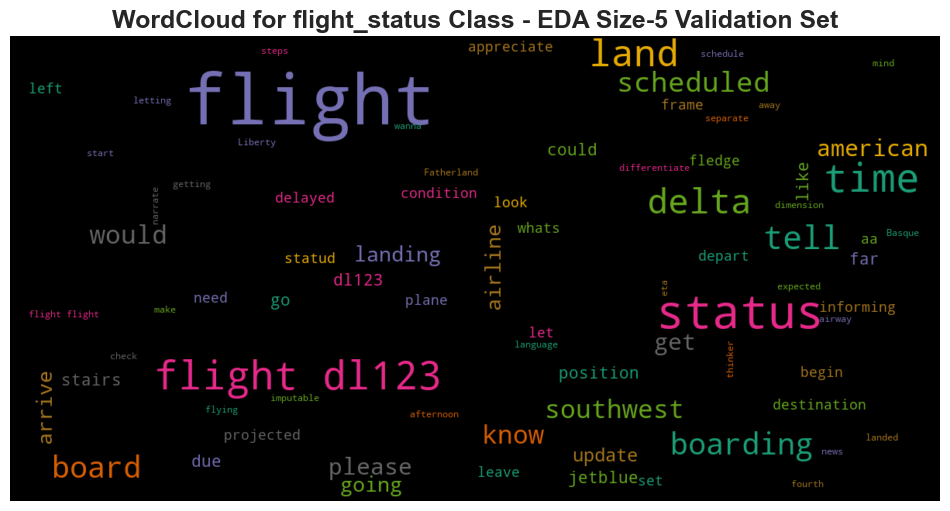 WordCloud for flight_status Class - EDA Size-5 Validation Set
steps
appreciate
land
schedule
mind
left
letting
flight
scheduled
frame
away
separate
wanna
Liberty
start
could
fledge
american
Fatherland
differentiate
like
time
getting
narrate
delayed
condition
look
delta
dimension
would
whats
tell
Basque
aa
statud
landing
airline
depart
far
dl123
need
go
plane
eta
expected
make
status
informing
airway
flight flight
let
language
get
check
thinker
stairs
flight dl123
position
begin
arrive
flying
imputable
afternoon
southwest
destination
projected
know
boarding
landed
news
board
due
please
update
leave
jetblue
set
going
fourth